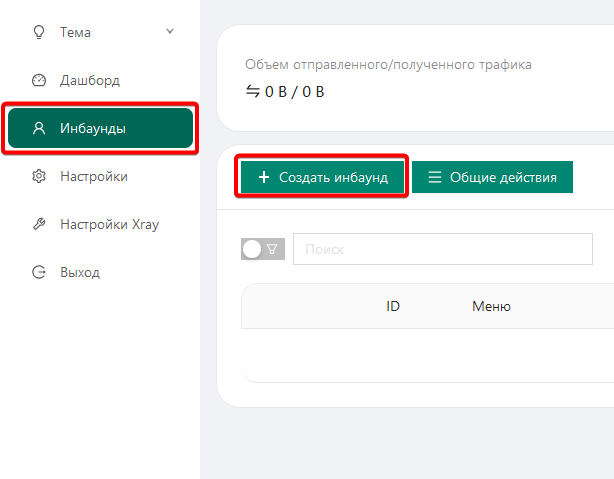 Тема
Дашборд
Инбаунды
Настройки
Настройки Xray
Выход
Объем отправленного/полученного трафика
0 B / 0 B
Создать инбаунд
Общие действия
Поиск
ID Меню